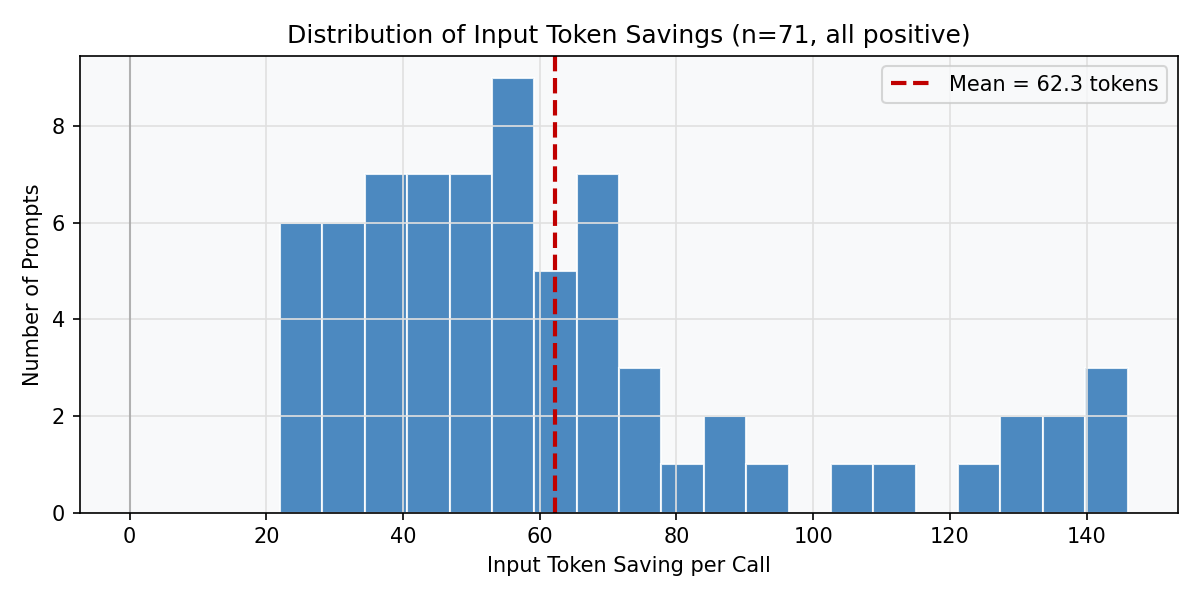 Distribution of Input Token Savings (n=71, all positive)
Mean = 62.3 tokens
Number of Prompts
8
6
4
2
0
0 20 40 60 80 100 120 140
Input Token Saving per Call